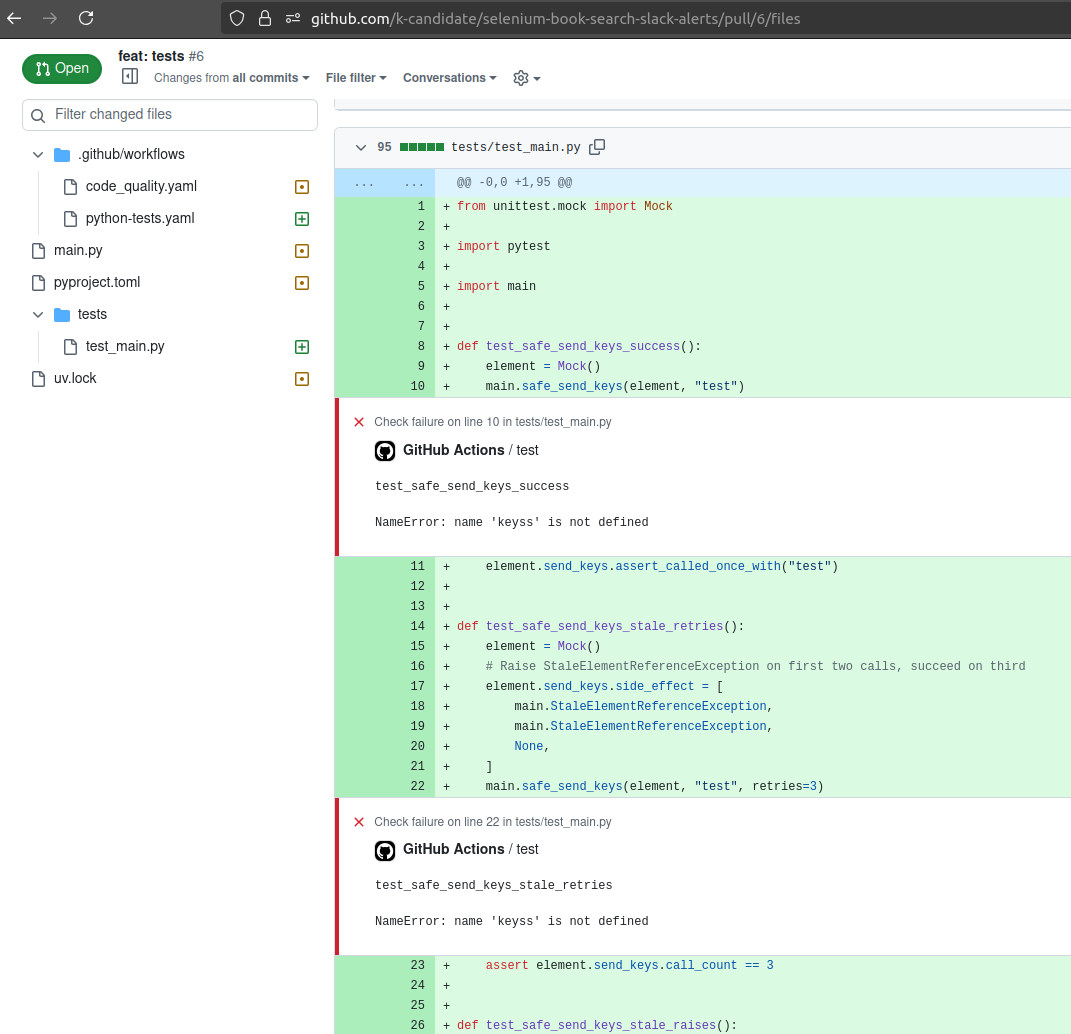 github.com/k-candidate/selenium-book-search-slack-alerts/pull/6/files
Open
feat: tests #6
Changes from all commits
File filter
Conversations
Filter changed files
.github/workflows
code_quality.yaml
python-tests.yaml
main.py
pyproject.toml
tests
test_main.py
uv.lock
95 tests/test_main.py
... ... @@ -0,0 +1,95 @@
1 + from unittest.mock import Mock
2 +
3 + import pytest
4 +
5 + import main
6 +
7 +
8 + def test_safe_send_keys_success():
9 +     element = Mock()
10 +     main.safe_send_keys(element, "test")
Check failure on line 10 in tests/test_main.py
GitHub Actions / test
test_safe_send_keys_success
NameError: name 'keyss' is not defined
11 +     element.send_keys.assert_called_once_with("test")
12 +
13 +
14 + def test_safe_send_keys_stale_retries():
15 +     element = Mock()
16 +     # Raise StaleElementReferenceException on first two calls, succeed on third
17 +     element.send_keys.side_effect = [
18 +         main.StaleElementReferenceException,
19 +         main.StaleElementReferenceException,
20 +         None,
21 +     ]
22 +     main.safe_send_keys(element, "test", retries=3)
Check failure on line 22 in tests/test_main.py
GitHub Actions / test
test_safe_send_keys_stale_retries
NameError: name 'keyss' is not defined
23 +     assert element.send_keys.call_count == 3
24 +
25 +
26 + def test_safe_send_keys_stale_raises():